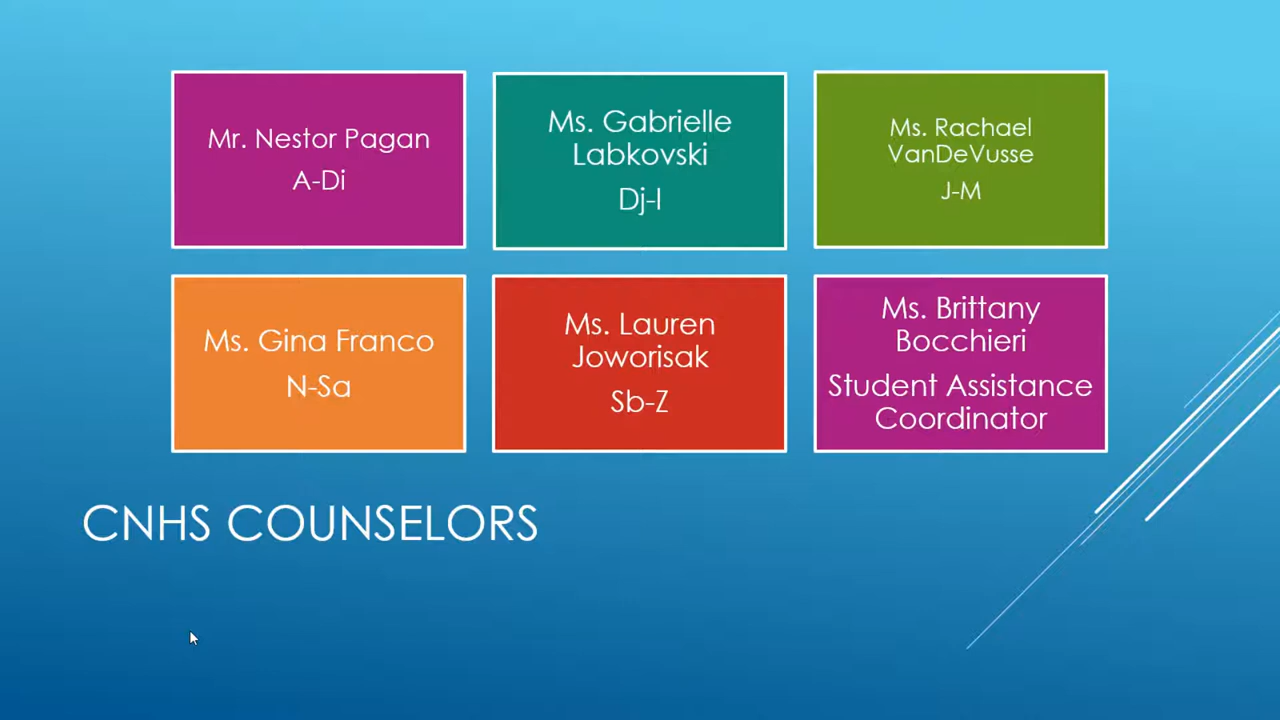 Mr. Nestor Pagan
A-Di
Ms. Gabrielle
Labkovski
Dj-I
Ms. Rachael
VanDeVusse
J-M
Ms. Gina Franco
N-Sa
Ms. Lauren
Joworisak
Sb-Z
Ms. Brittany
Bocchieri
Student Assistance
Coordinator
CNHS COUNSELORS